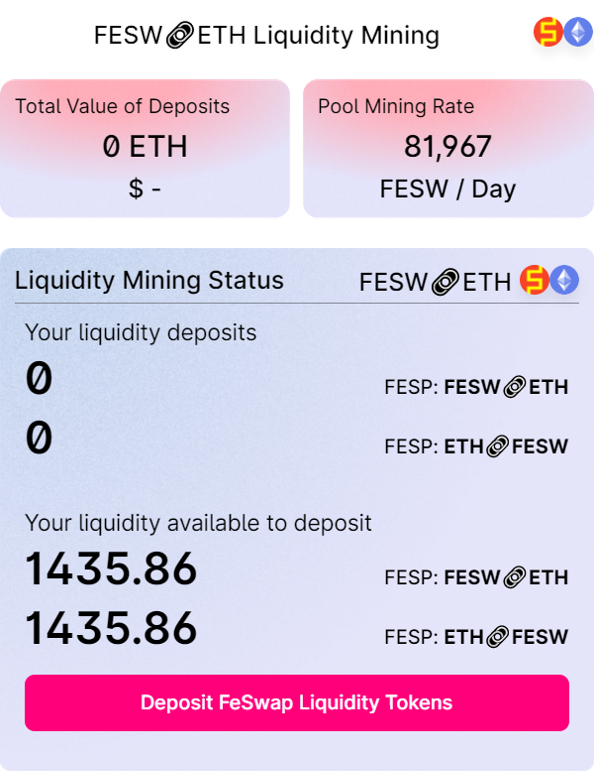 FESW🔗ETH Liquidity Mining
Total Value of Deposits
0 ETH
$ -
Pool Mining Rate
81,967
FESW / Day
Liquidity Mining Status FESW🔗ETH
Your liquidity deposits
0 FESP: FESW🔗ETH
0 FESP: ETH🔗FESW
Your liquidity available to deposit
1435.86 FESP: FESW🔗ETH
1435.86 FESP: ETH🔗FESW
Deposit FeSwap Liquidity Tokens